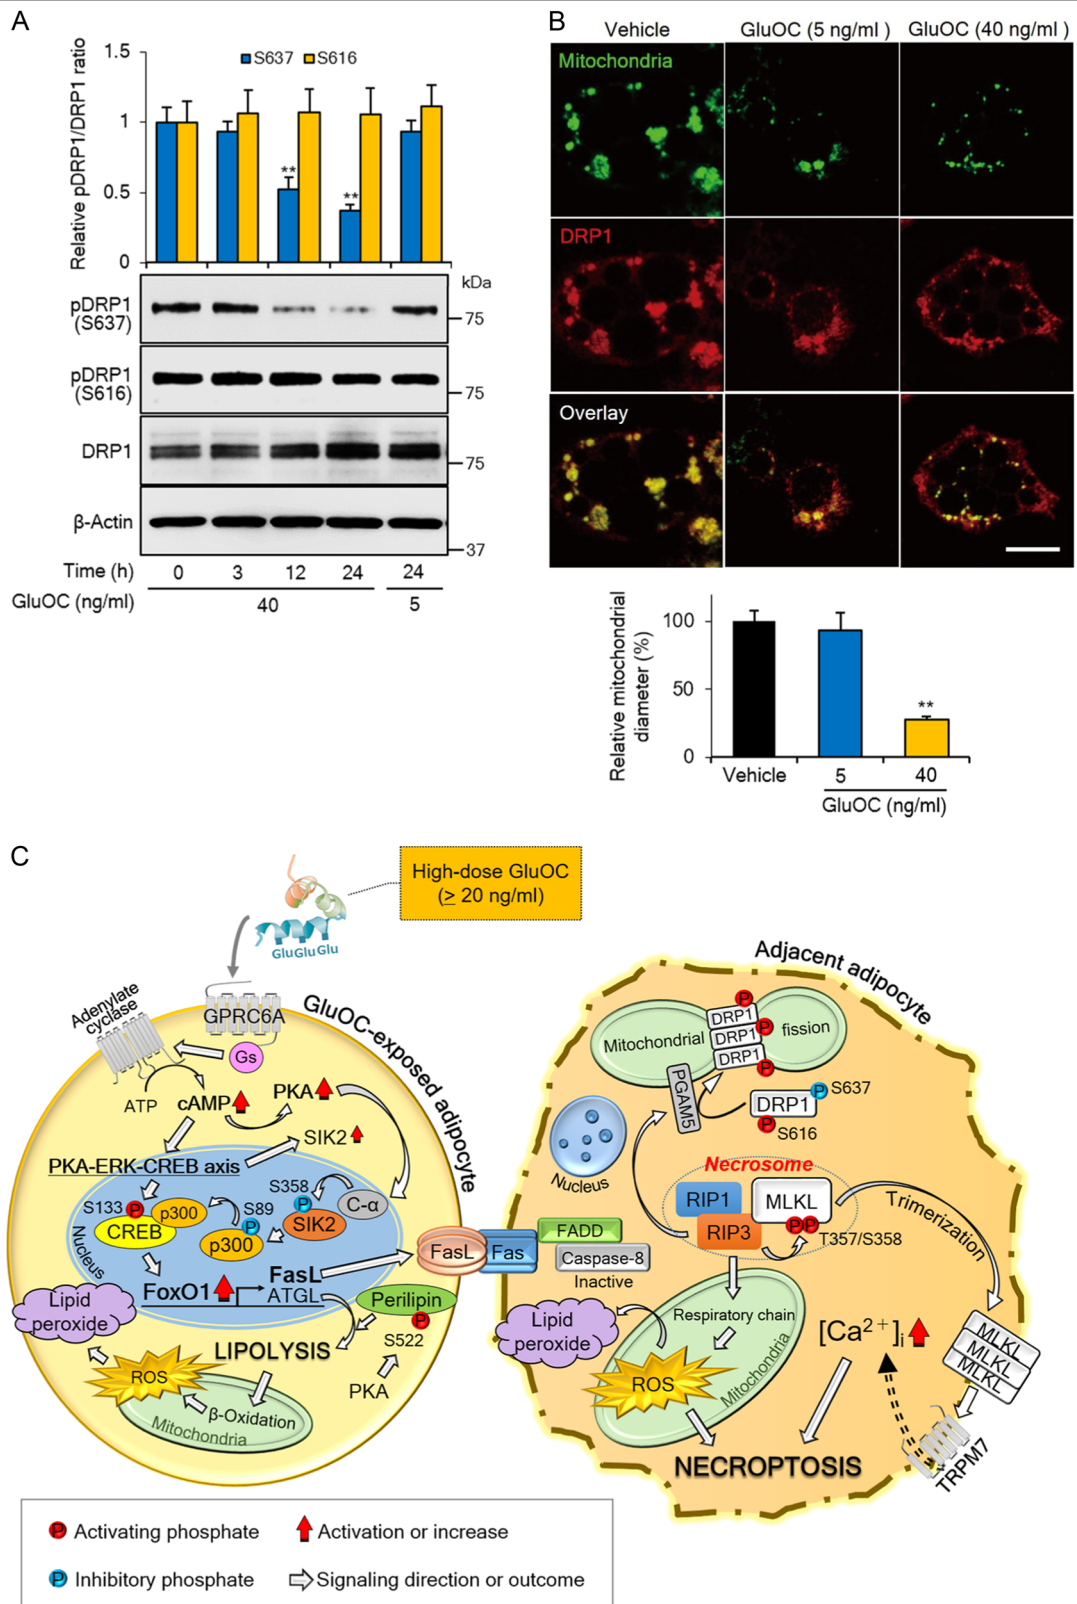 A
1.5
1
0.5
0
Relative pDRP1/DRP1 ratio
S637 S616
**
**
kDa
pDRP1
(S637)
75
pDRP1
(S616)
75
DRP1
75
β-Actin
37
Time (h) 0 3 12 24 24
GluOC (ng/ml) 40 5
B
Vehicle GluOC (5 ng/ml ) GluOC (40 ng/ml )
Mitochondria
DRP1
Overlay
Relative mitochondrial
diameter (%)
100
50
0
**
Vehicle 5 40
GluOC (ng/ml)
C
High-dose GluOC
(≥ 20 ng/ml)
Glu Glu Glu
Adenylate
cyclase
GPRC6A
GluOC-exposed adipocyte
Gs
ATP
cAMP
PKA
SIK2
PKA-ERK-CREB axis
S133
P
p300
CREB
S89
P
p300
S358
P
SIK2
C-α
Nucleus
FoxO1
FasL
ATGL
FasL
Fas
FADD
Caspase-8
Inactive
Perilipin
P
S522
PKA
Lipid
peroxide
LIPOLYSIS
ROS
β-Oxidation
Mitochondria
Adjacent adipocyte
Mitochondrial
fission
P
DRP1
P
DRP1
DRP1
P
PGAM5
DRP1
P
S637
P
S616
Nucleus
Necrosome
RIP1
RIP3
MLKL
P P
T357/S358
Trimerization
Respiratory chain
Mitochondria
Lipid
peroxide
ROS
[Ca2+]i
MLKL
MLKL
MLKL
TRPM7
NECROPTOSIS
P Activating phosphate
Activation or increase
P Inhibitory phosphate
Signaling direction or outcome